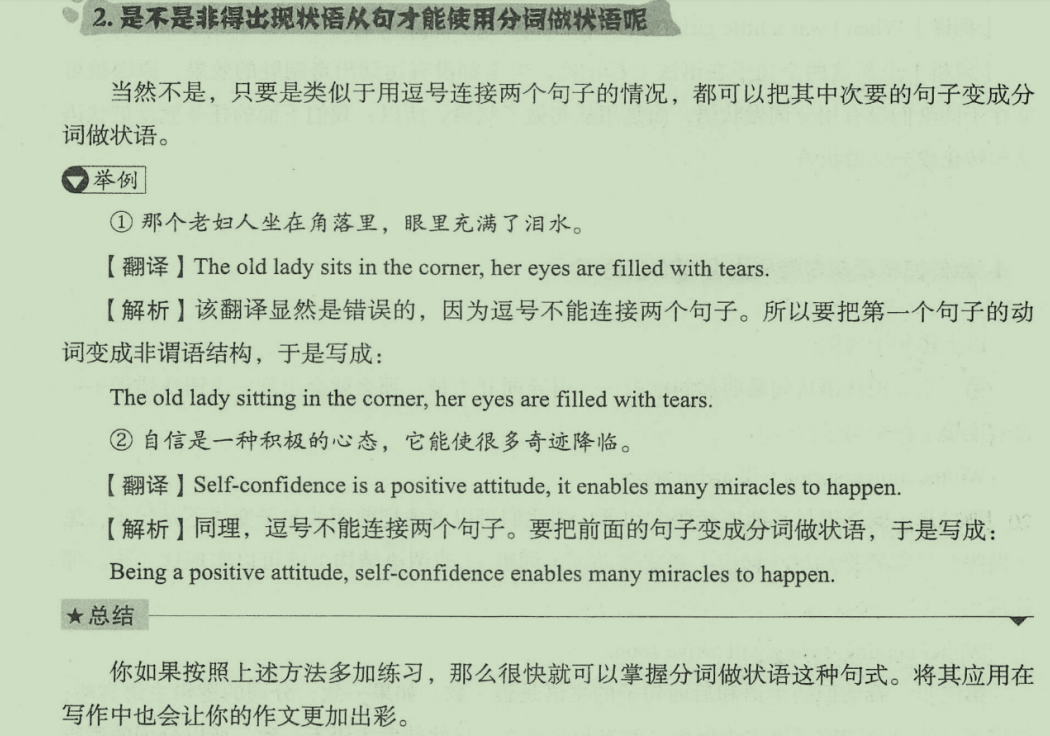 2. 是不是非得出现状语从句才能使用分词做状语呢
当然不是，只要是类似于用逗号连接两个句子的情况，都可以把其中次要的句子变成分
词做状语。
举例
① 那个老妇人坐在角落里，眼里充满了泪水。
【翻译】The old lady sits in the corner, her eyes are filled with tears.
【解析】该翻译显然是错误的，因为逗号不能连接两个句子。所以要把第一个句子的动
词变成非谓语结构，于是写成：
The old lady sitting in the corner, her eyes are filled with tears.
② 自信是一种积极的心态，它能使很多奇迹降临。
【翻译】Self-confidence is a positive attitude, it enables many miracles to happen.
【解析】同理，逗号不能连接两个句子。要把前面的句子变成分词做状语，于是写成：
Being a positive attitude, self-confidence enables many miracles to happen.
★总结
你如果按照上述方法多加练习，那么很快就可以掌握分词做状语这种句式。将其应用在
写作中也会让你的作文更加出彩。